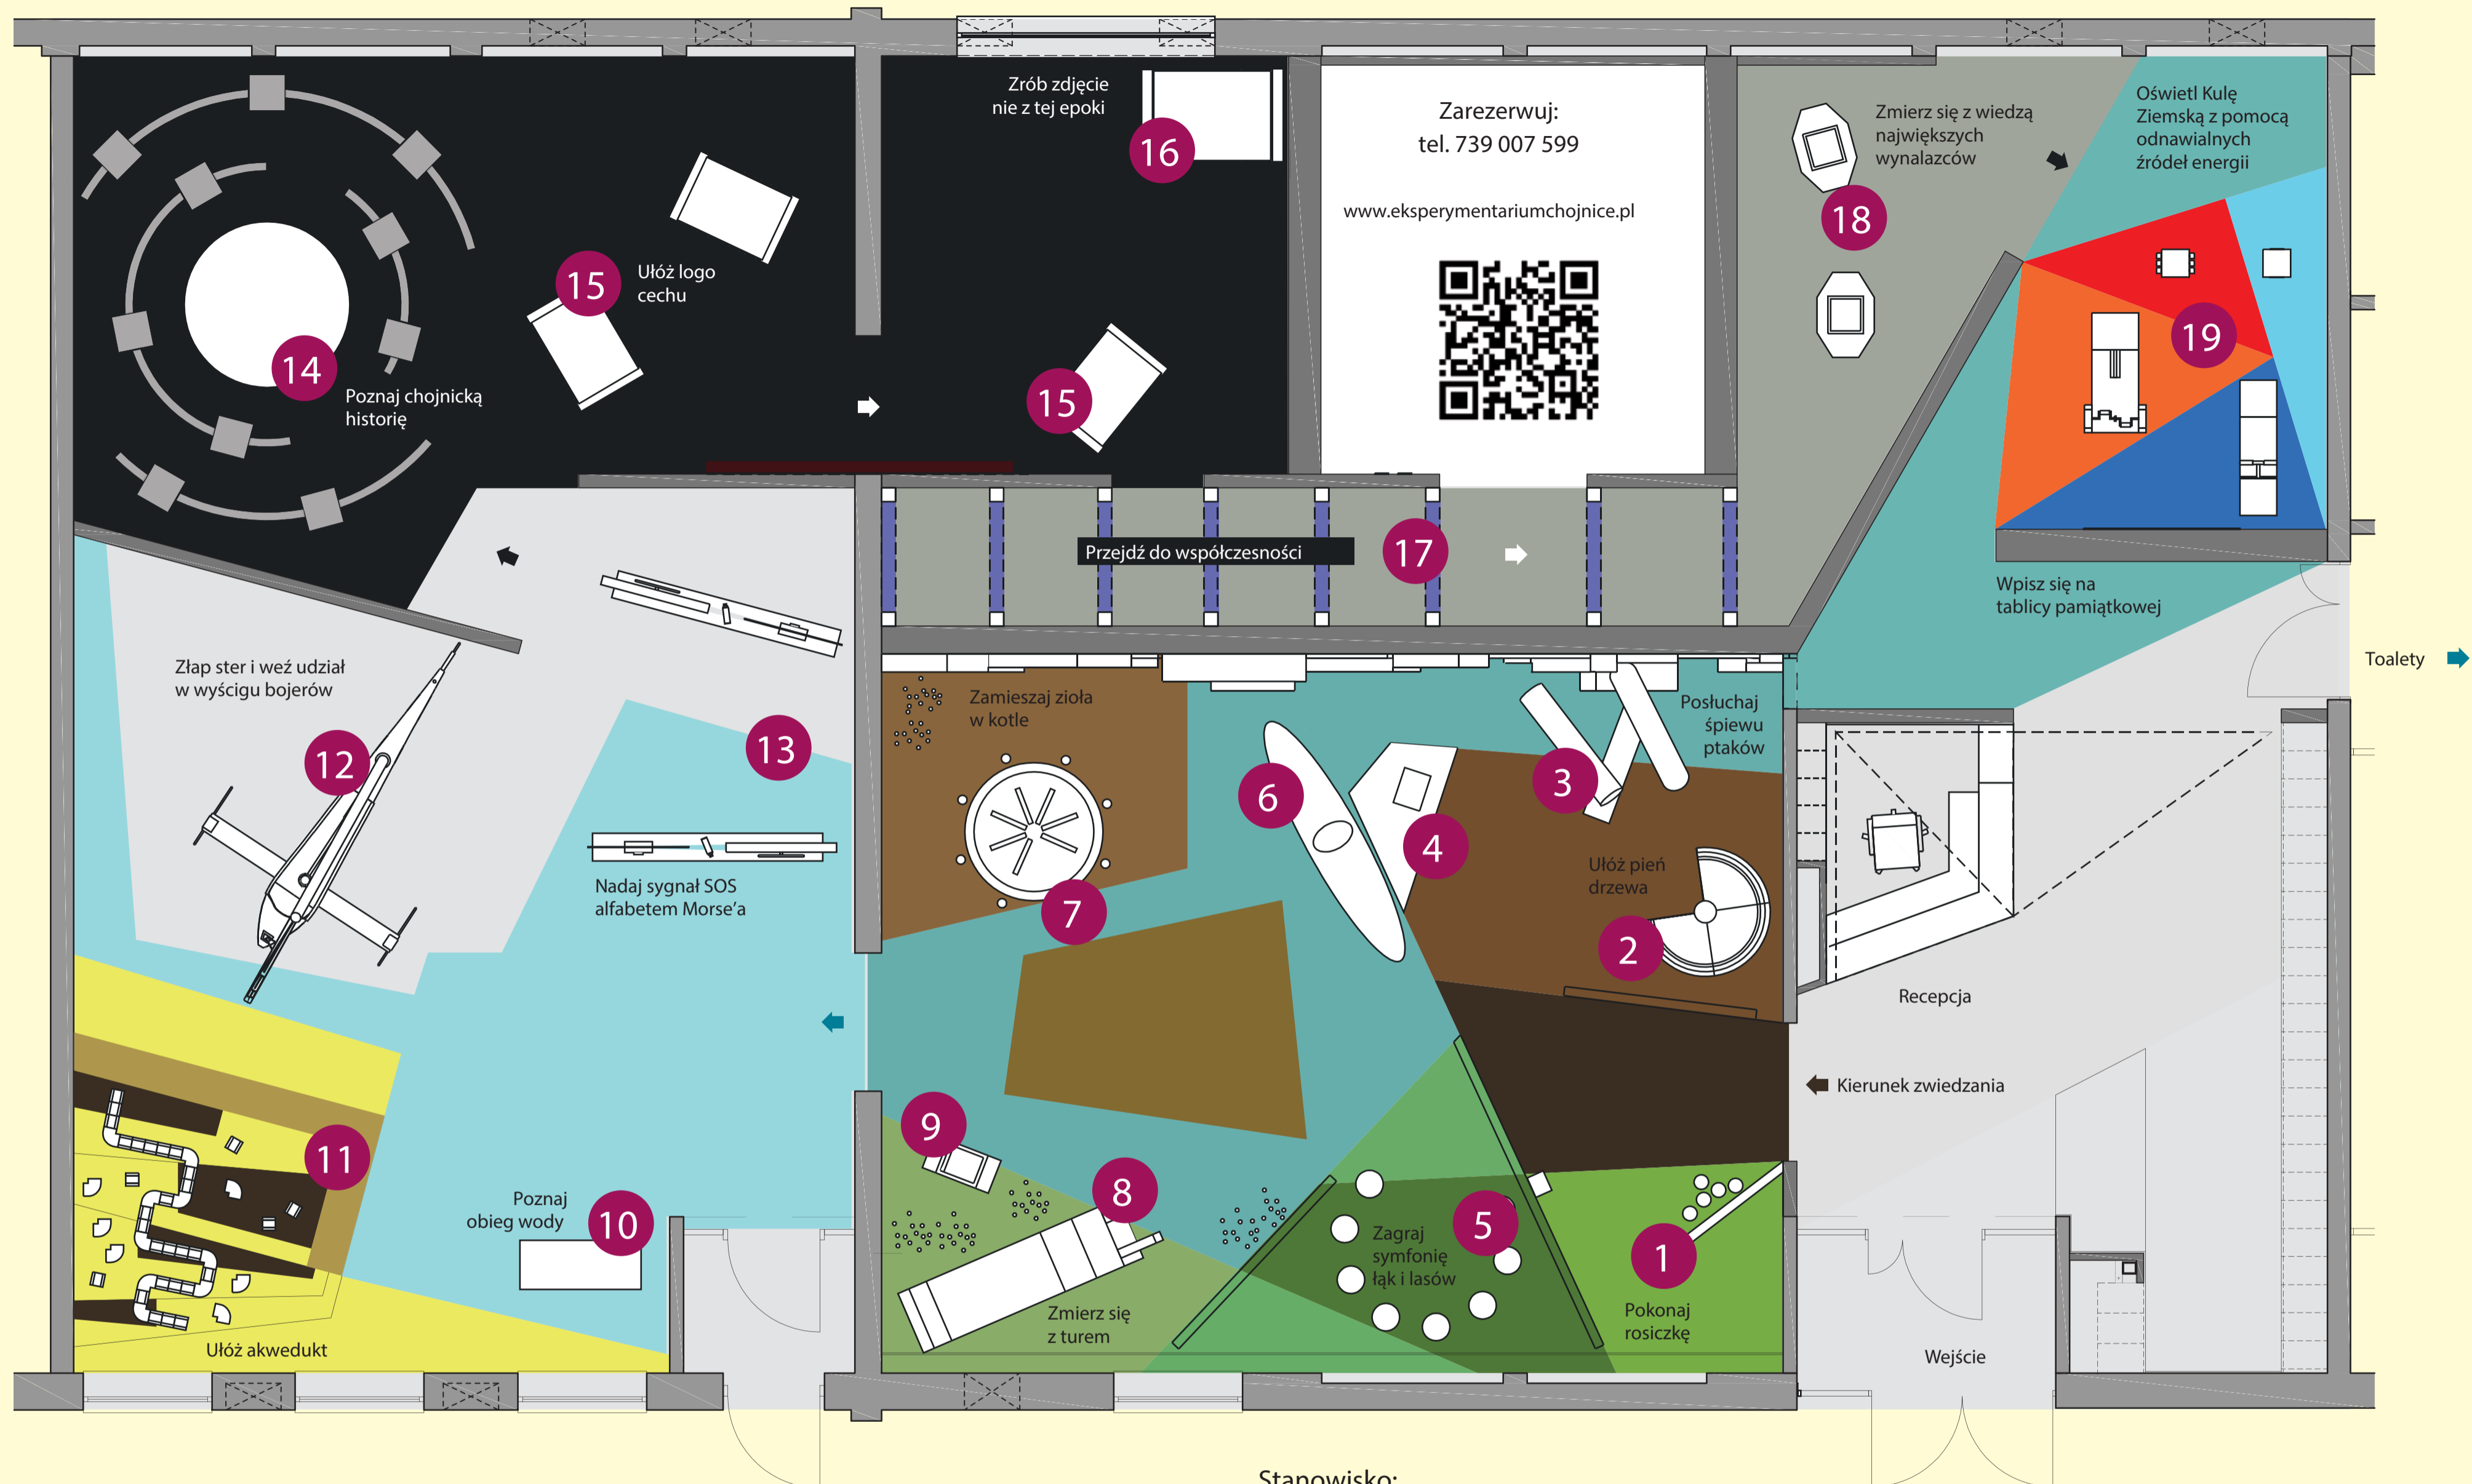 Zrób zdjęcie
nie z tej epoki
16
Zarezerwuj:
tel. 739 007 599
www.eksperymentariumchojnice.pl
Zmierz się z wiedzą
największych
wynalazców
18
Oświetl Kulę
Ziemską z pomocą
odnawialnych
źródeł energii
19
15
Ułóż logo
cechu
14
Poznaj chojnicką
historię
15
Przejdź do współczesności
17
Wpisz się na
tablicy pamiątkowej
Toalety
Złap ster i weź udział
w wyścigu bojerów
12
13
Nadaj sygnał SOS
alfabetem Morse’a
Zamieszaj zioła
w kotle
7
6
4
3
Posłuchaj
śpiewu
ptaków
Ułóż pień
drzewa
2
Recepcja
Kierunek zwiedzania
11
Ułóż akwedukt
Poznaj
obieg wody
10
9
8
Zmierz się
z turem
5
Zagraj
symfonię
łąk i lasów
1
Pokonaj
rosiczkę
Wejście
Stanowisko: